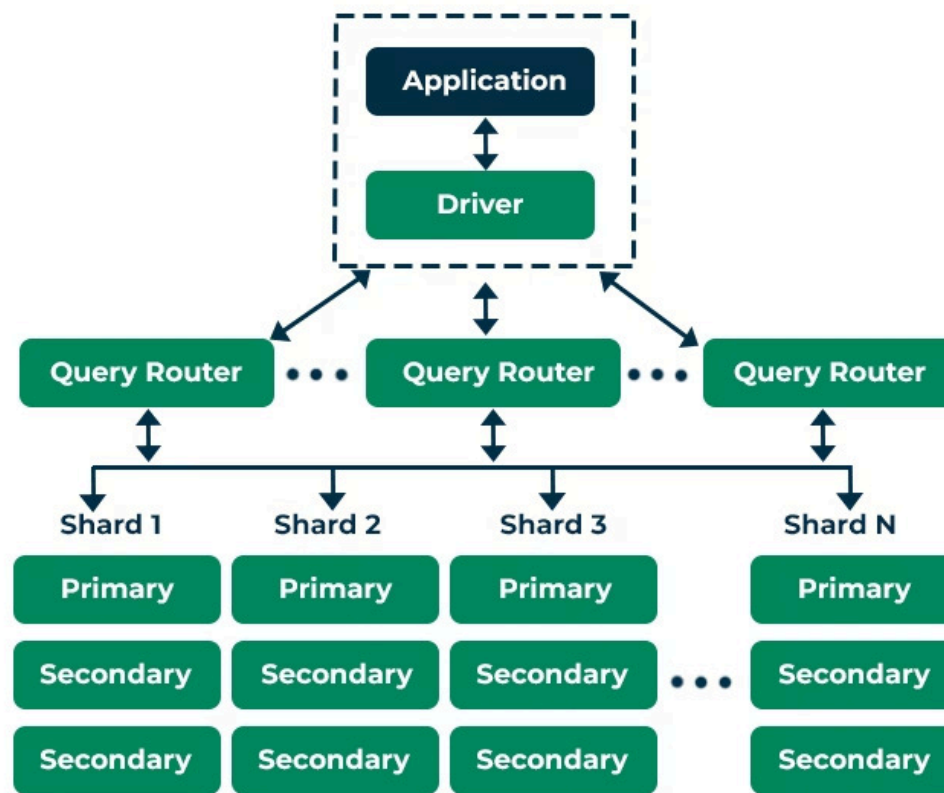 Application
Driver
Query Router Query Router Query Router
Shard 1 Shard 2 Shard 3 Shard N
Primary Primary Primary Primary
Secondary Secondary Secondary Secondary
Secondary Secondary Secondary Secondary